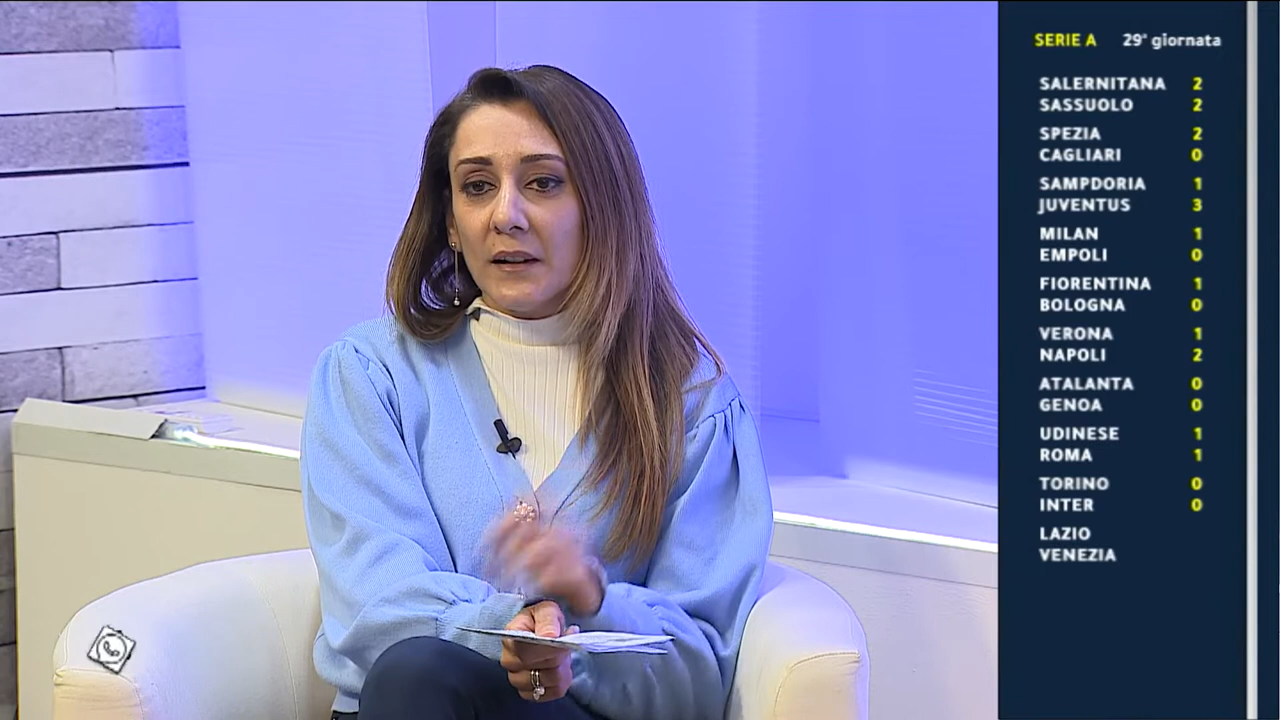 SERIE A 29ª giornata
SALERNITANA 2
SASSUOLO 2
SPEZIA 2
CAGLIARI 0
SAMPDORIA 1
JUVENTUS 3
MILAN 1
EMPOLI 0
FIORENTINA 1
BOLOGNA 0
VERONA 1
NAPOLI 2
ATALANTA 0
GENOA 0
UDINESE 1
ROMA 1
TORINO 0
INTER 0
LAZIO
VENEZIA